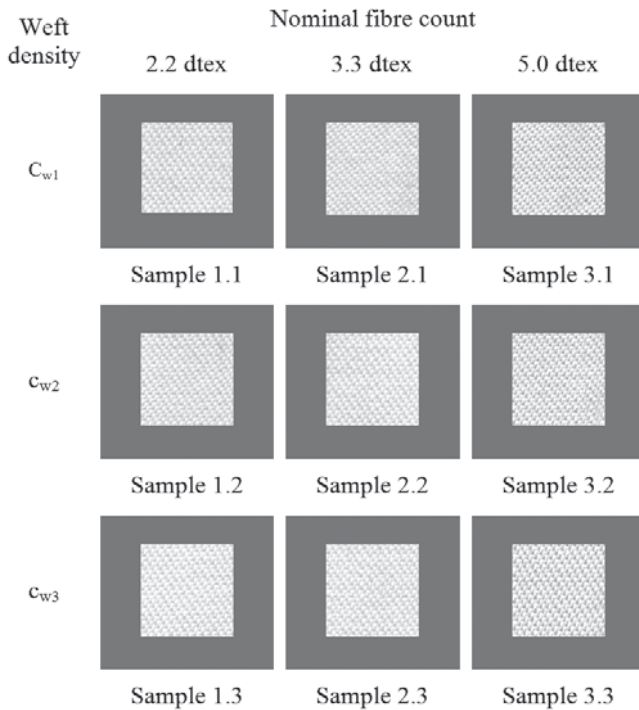 Weft density
Nominal fibre count
2.2 dtex 3.3 dtex 5.0 dtex
Cw1
Sample 1.1 Sample 2.1 Sample 3.1
cw2
Sample 1.2 Sample 2.2 Sample 3.2
cw3
Sample 1.3 Sample 2.3 Sample 3.3